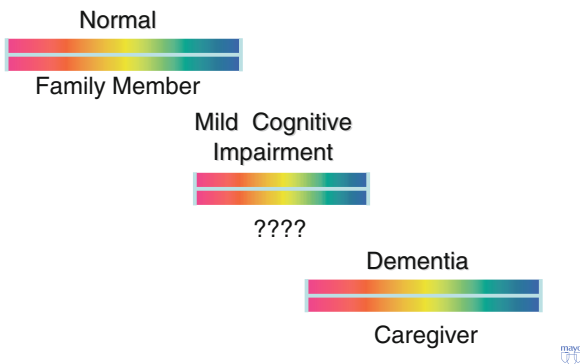 Normal
Family Member
Mild Cognitive
Impairment
????
Dementia
Caregiver